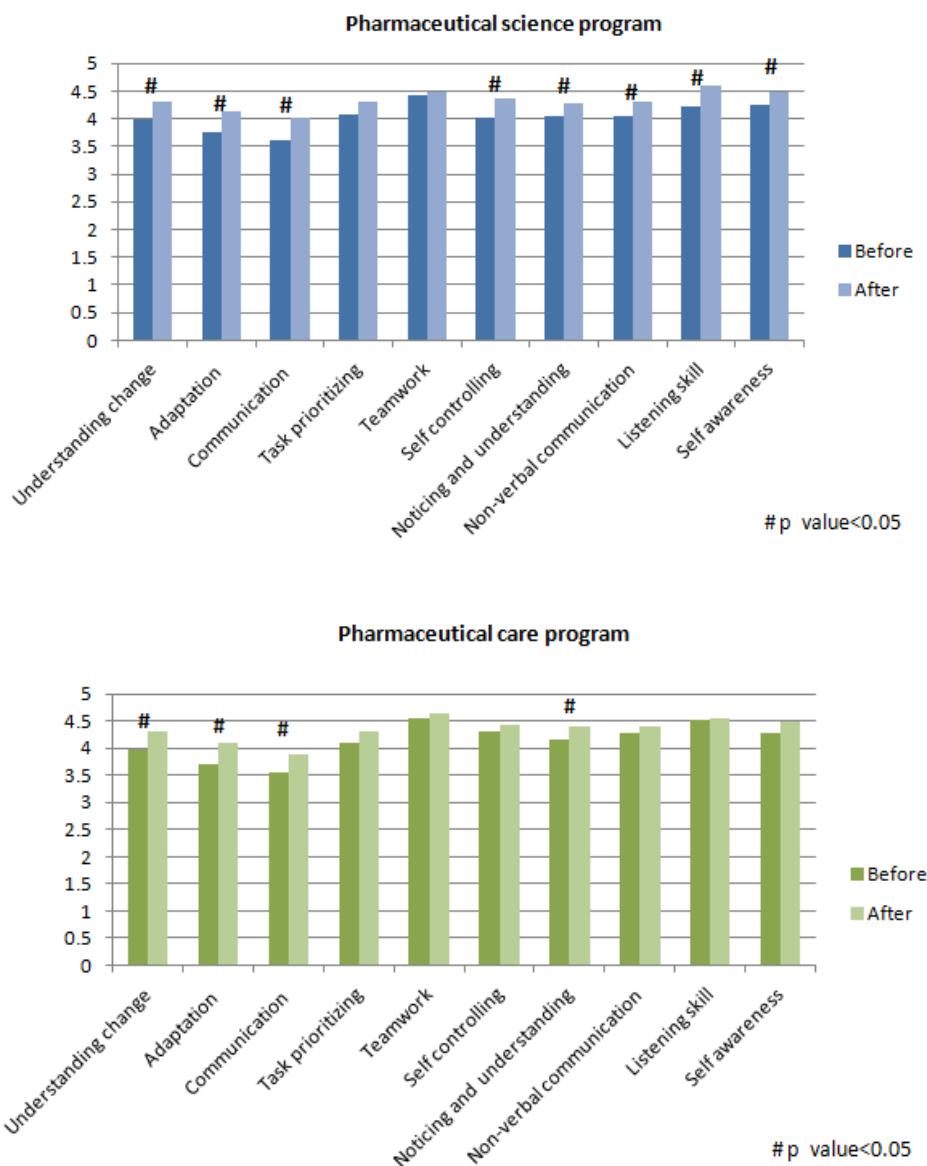 Pharmaceutical science program
5
4.5
4
3.5
3
2.5
2
1.5
1
0.5
0
# # # # # # # #
Before
After
Understanding change
Adaptation
Communication
Task prioritizing
Teamwork
Self controlling
Noticing and understanding
Non-verbal communication
Listening skill
Self awareness
# p value<0.05
Pharmaceutical care program
5
4.5
4
3.5
3
2.5
2
1.5
1
0.5
0
# # # #
Before
After
Understanding change
Adaptation
Communication
Task prioritizing
Teamwork
Self controlling
Noticing and understanding
Non-verbal communication
Listening skill
Self awareness
# p value<0.05